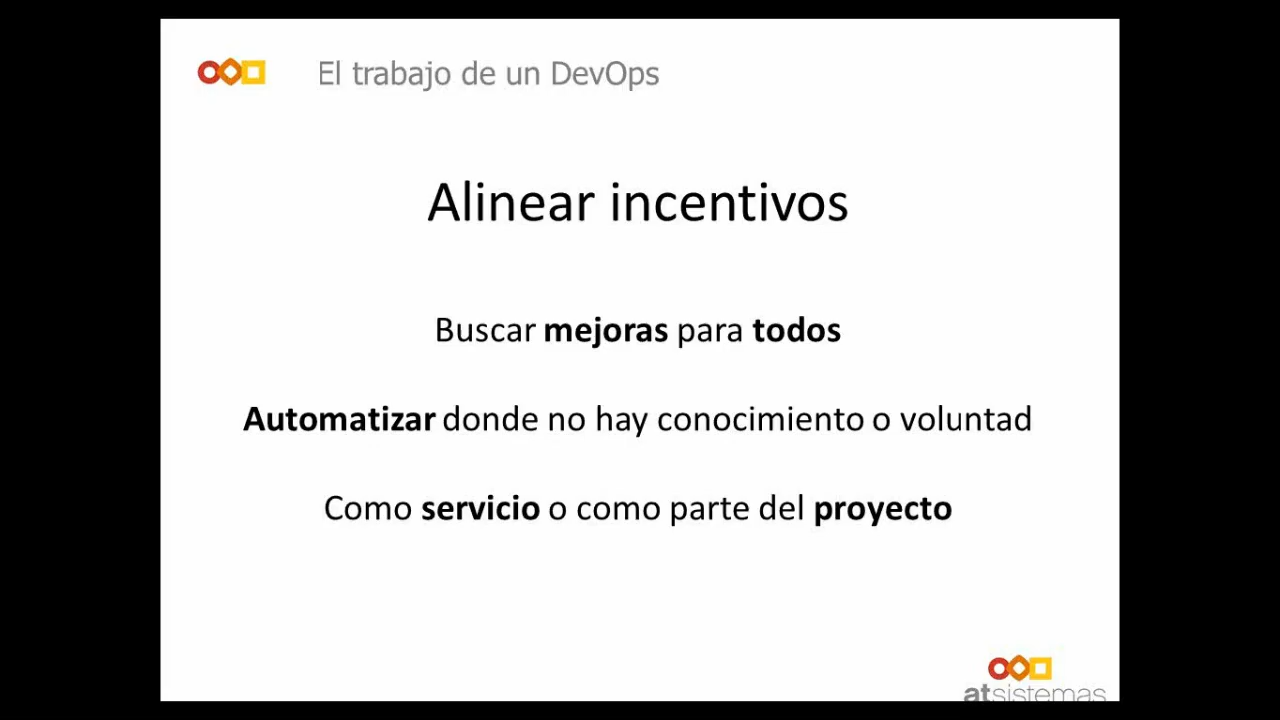 El trabajo de un DevOps
Alinear incentivos
Buscar mejoras para todos
Automatizar donde no hay conocimiento o voluntad
Como servicio o como parte del proyecto
atsistemas